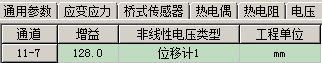 通用参数 应变应力 桥式传感器 热电偶 热电阻 电压
通道 增益 非线性电压类型 工程单位
11-7 128.0 位移计1 mm